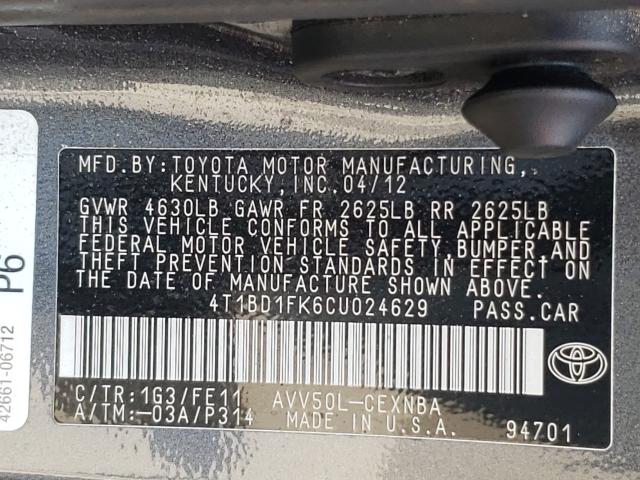 MFD.BY:TOYOTA MOTOR MANUFACTURING,
KENTUCKY,INC.04/12
GVWR 4630LB GAWR FR 2625LB RR 2625LB
THIS VEHICLE CONFORMS TO ALL APPLICABLE
FEDERAL MOTOR VEHICLE SAFETY,BUMPER,AND
THEFT PREVENTION STANDARDS IN EFFECT ON
THE DATE OF MANUFACTURE SHOWN ABOVE.
4T1BD1FK6CU024629 PASS.CAR
C/TR:1G3/FE11 AVV50L-CEXNBA
A/TM:-03A/P314 MADE IN U.S.A. 94701
TOYOTA
42661-06712 P6